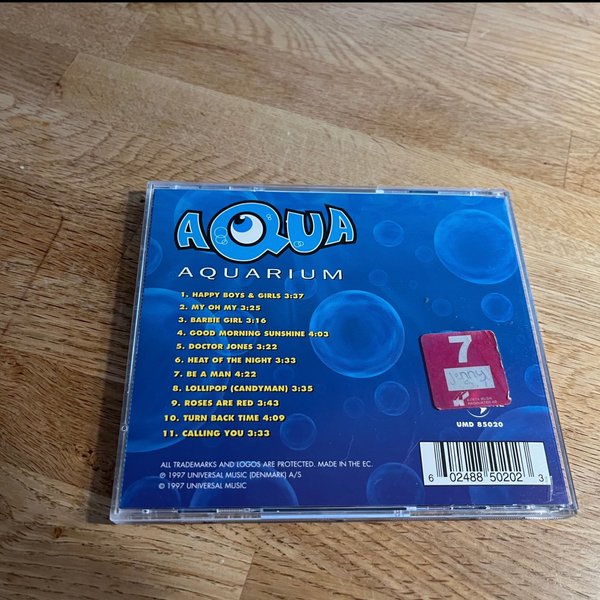 AQUA
AQUARIUM
1. HAPPY BOYS & GIRLS 3:37
2. MY OH MY 3:25
3. BARBIE GIRL 3:16
4. GOOD MORNING SUNSHINE 4:03
5. DOCTOR JONES 3:22
6. HEAT OF THE NIGHT 3:33
7. BE A MAN 4:22
8. LOLLIPOP (CANDYMAN) 3:35
9. ROSES ARE RED 3:43
10. TURN BACK TIME 4:09
11. CALLING YOU 3:33
7
Jonny
UMD 85020
ALL TRADEMARKS AND LOGOS ARE PROTECTED. MADE IN THE EC.
℗ 1997 UNIVERSAL MUSIC (DENMARK) A/S
© 1997 UNIVERSAL MUSIC
6 02488 50202 3